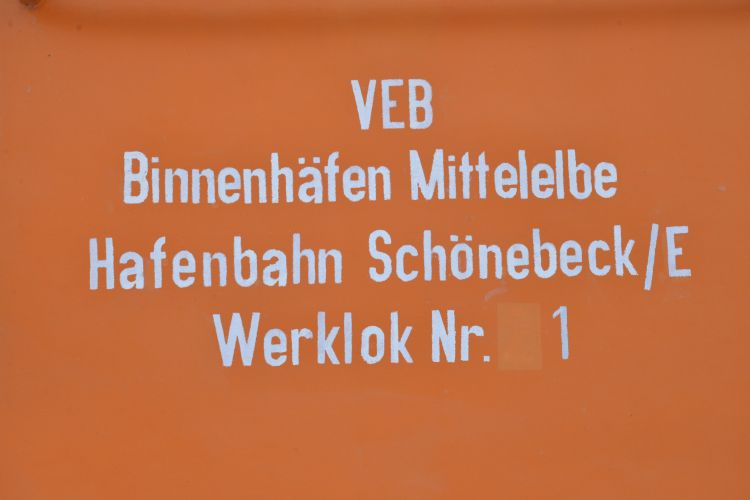 VEB
Binnenhäfen Mittelelbe
Hafenbahn Schönebeck/E
Werklok Nr. 1